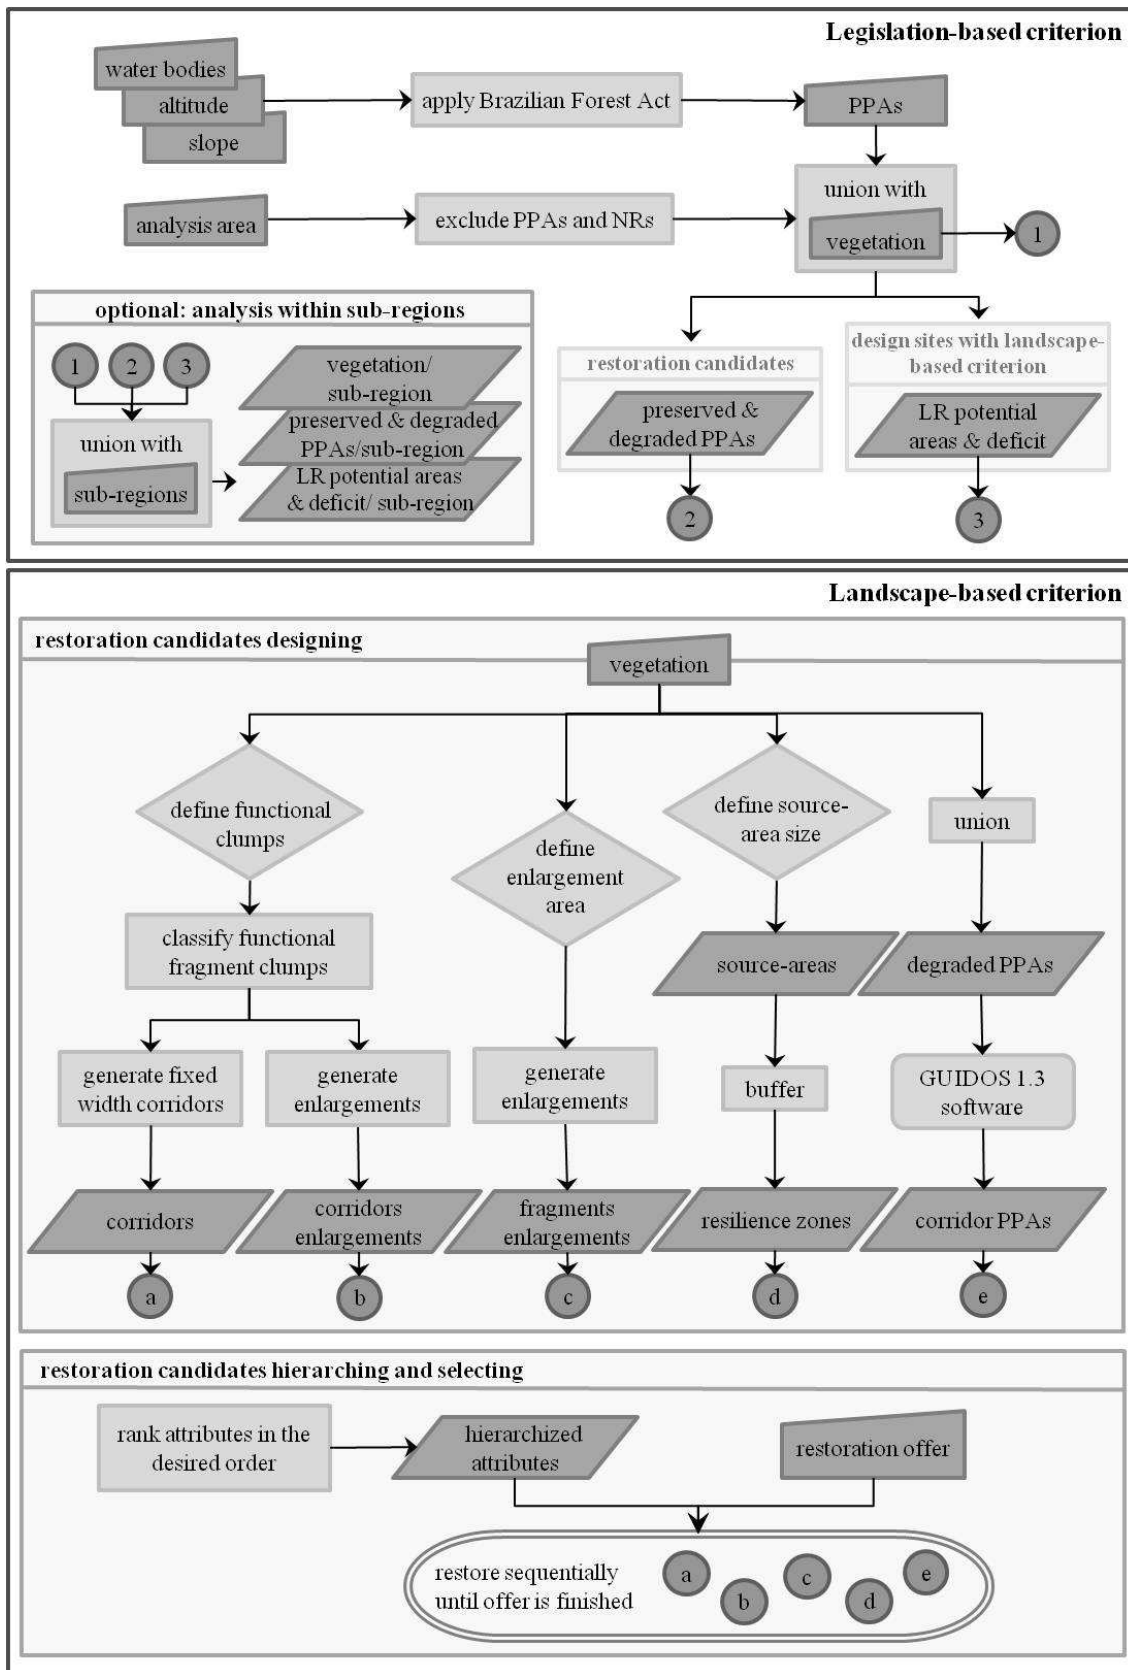 Legislation-based criterion
water bodies
altitude
slope
apply Brazilian Forest Act
PPAs
analysis area
exclude PPAs and NRs
union with
vegetation
1
optional: analysis within sub-regions
1 2 3
union with
sub-regions
vegetation/
sub-region
preserved & degraded
PPAs/sub-region
LR potential areas
& deficit/ sub-region
restoration candidates
preserved &
degraded PPAs
2
design sites with landscape-
based criterion
LR potential
areas & deficit
3
Landscape-based criterion
restoration candidates designing
vegetation
define functional
clumps
classify functional
fragment clumps
generate fixed
width corridors
corridors
a
generate
enlargements
corridors
enlargements
b
define
enlargement
area
generate
enlargements
fragments
enlargements
c
define source-
area size
source-areas
buffer
resilience zones
d
union
degraded PPAs
GUIDOS 1.3
software
corridor PPAs
e
restoration candidates hierarching and selecting
rank attributes in the
desired order
hierarchized
attributes
restoration offer
restore sequentially
until offer is finished
a b c d e